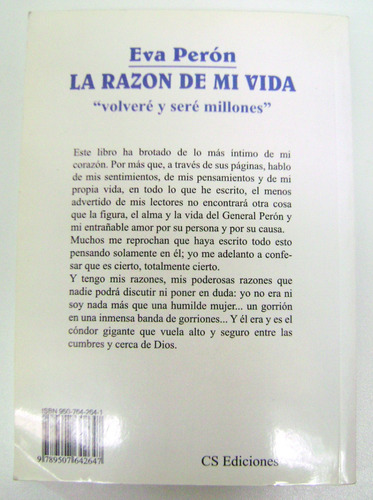 Eva Perón
LA RAZON DE MI VIDA
“volveré y seré millones”
Este libro ha brotado de lo más íntimo de mi
corazón. Por más que, a través de sus páginas, hablo
de mis sentimientos, de mis pensamientos y de mi
propia vida, en todo lo que he escrito, el menos
advertido de mis lectores no encontrará otra cosa
que la figura, el alma y la vida del General Perón y
mi entrañable amor por su persona y por su causa.
Muchos me reprochan que haya escrito todo esto
pensando solamente en él; yo me adelanto a confe-
sar que es cierto, totalmente cierto.
Y tengo mis razones, mis poderosas razones que
nadie podrá discutir ni poner en duda: yo no era ni
soy nada más que una humilde mujer... un gorrión
en una inmensa banda de gorriones... Y él era y es el
cóndor gigante que vuela alto y seguro entre las
cumbres y cerca de Dios.
ISBN 950-764-264-1
9 789507 642647
CS Ediciones